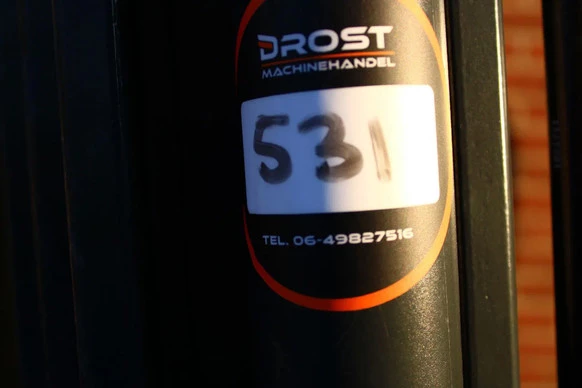 DROST
MACHINEHANDEL
531
TEL. 06-49827516